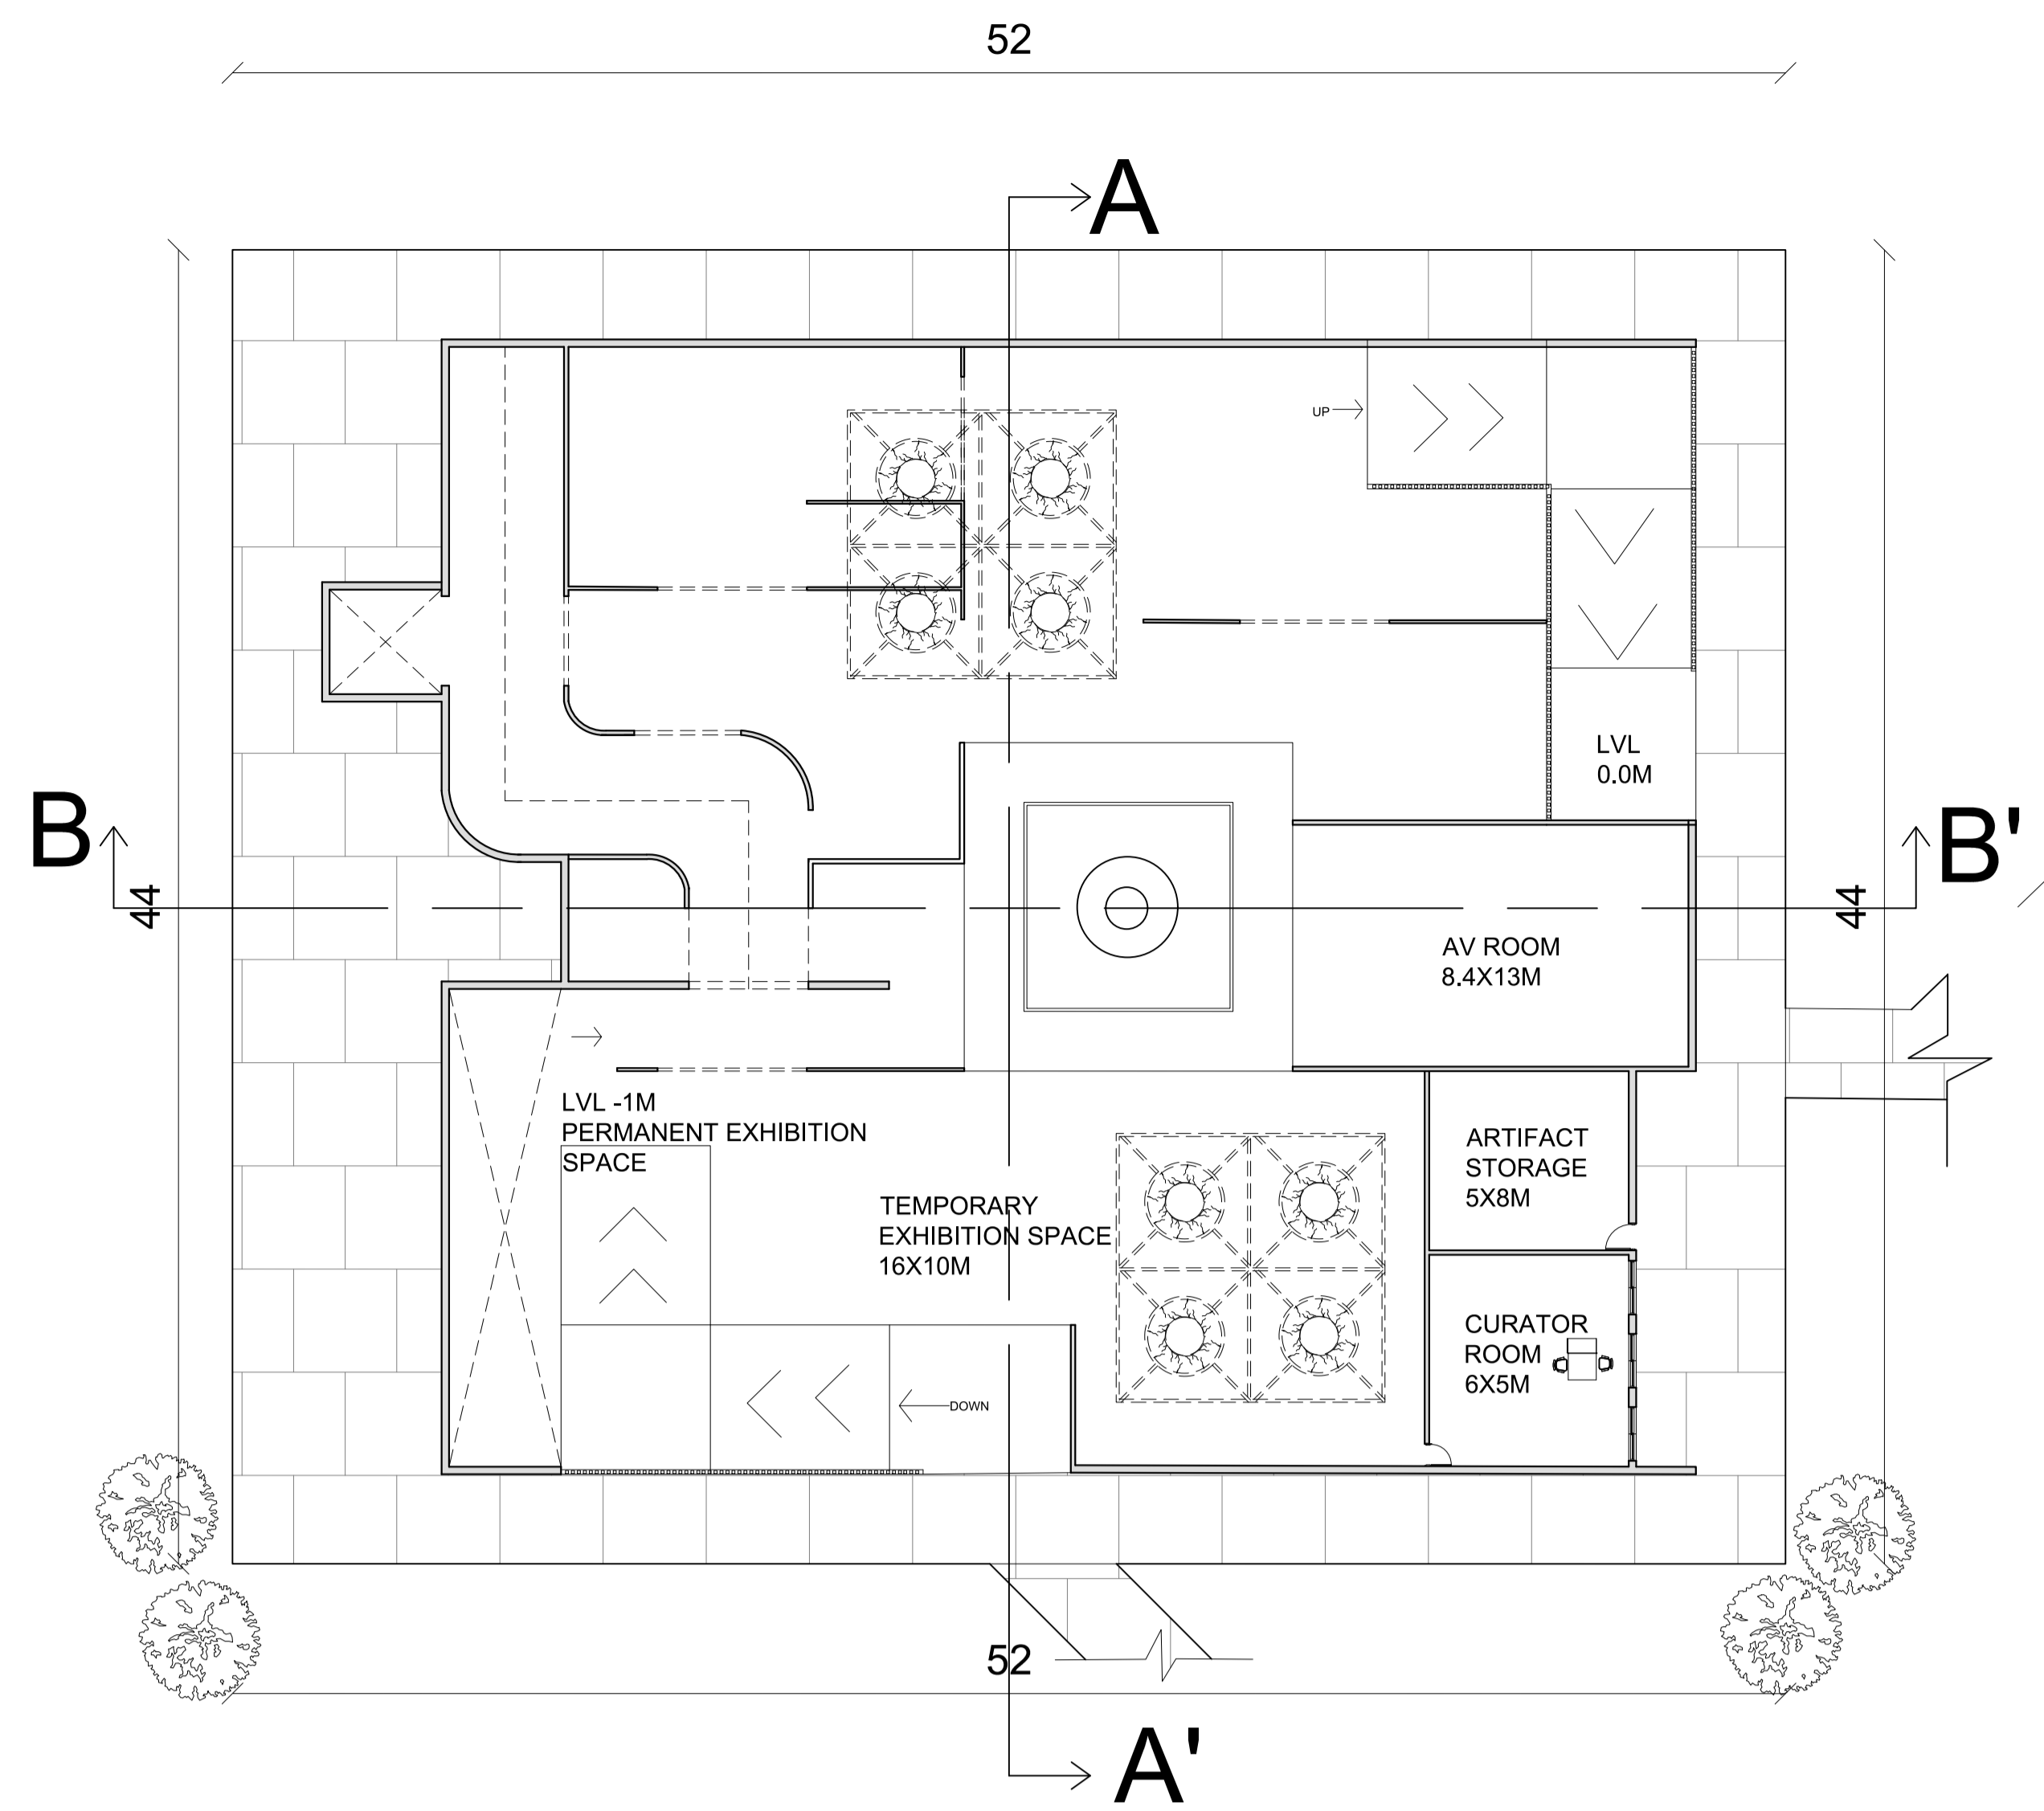 52
A
UP
LVL
0.0M
B
B'
44
44
AV ROOM
8.4X13M
LVL -1M
PERMANENT EXHIBITION
SPACE
ARTIFACT
STORAGE
5X8M
TEMPORARY
EXHIBITION SPACE
16X10M
CURATOR
ROOM
6X5M
DOWN
52
A'